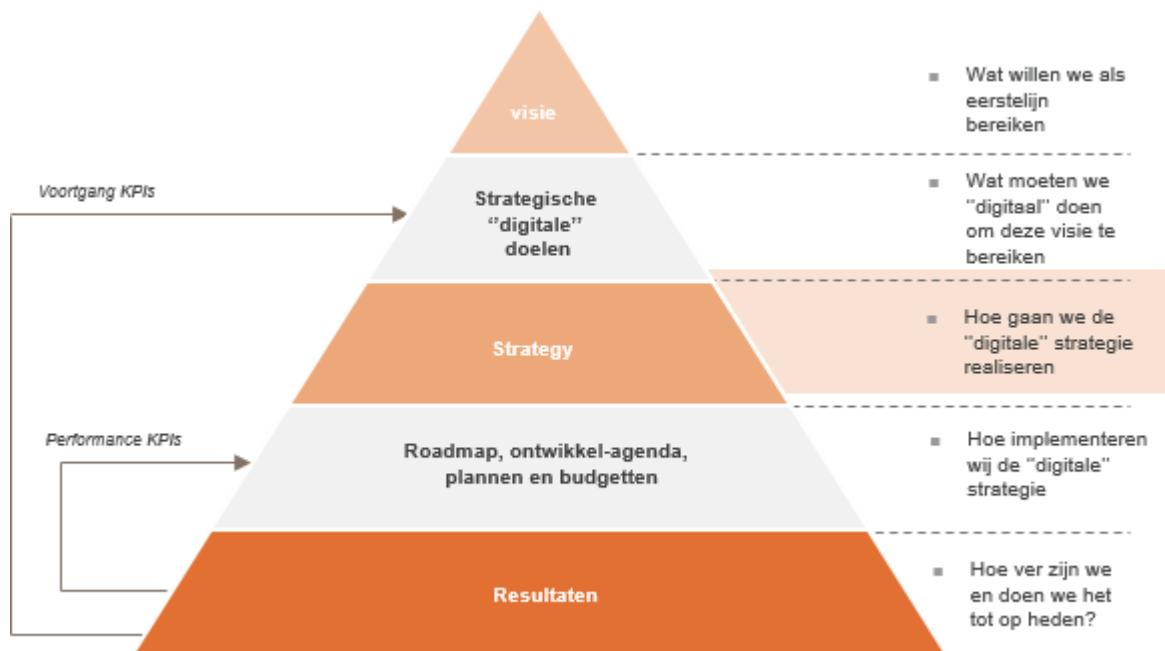 visie
▪ Wat willen we als
eerstelijn
bereiken
Voortgang KPIs
Strategische
"digitale"
doelen
▪ Wat moeten we
"digitaal" doen
om deze visie te
bereiken
Strategy
▪ Hoe gaan we de
"digitale" strategie
realiseren
Performance KPIs
Roadmap, ontwikkel-agenda,
plannen en budgetten
▪ Hoe implementeren
wij de "digitale"
strategie
Resultaten
▪ Hoe ver zijn we
en doen we het
tot op heden?